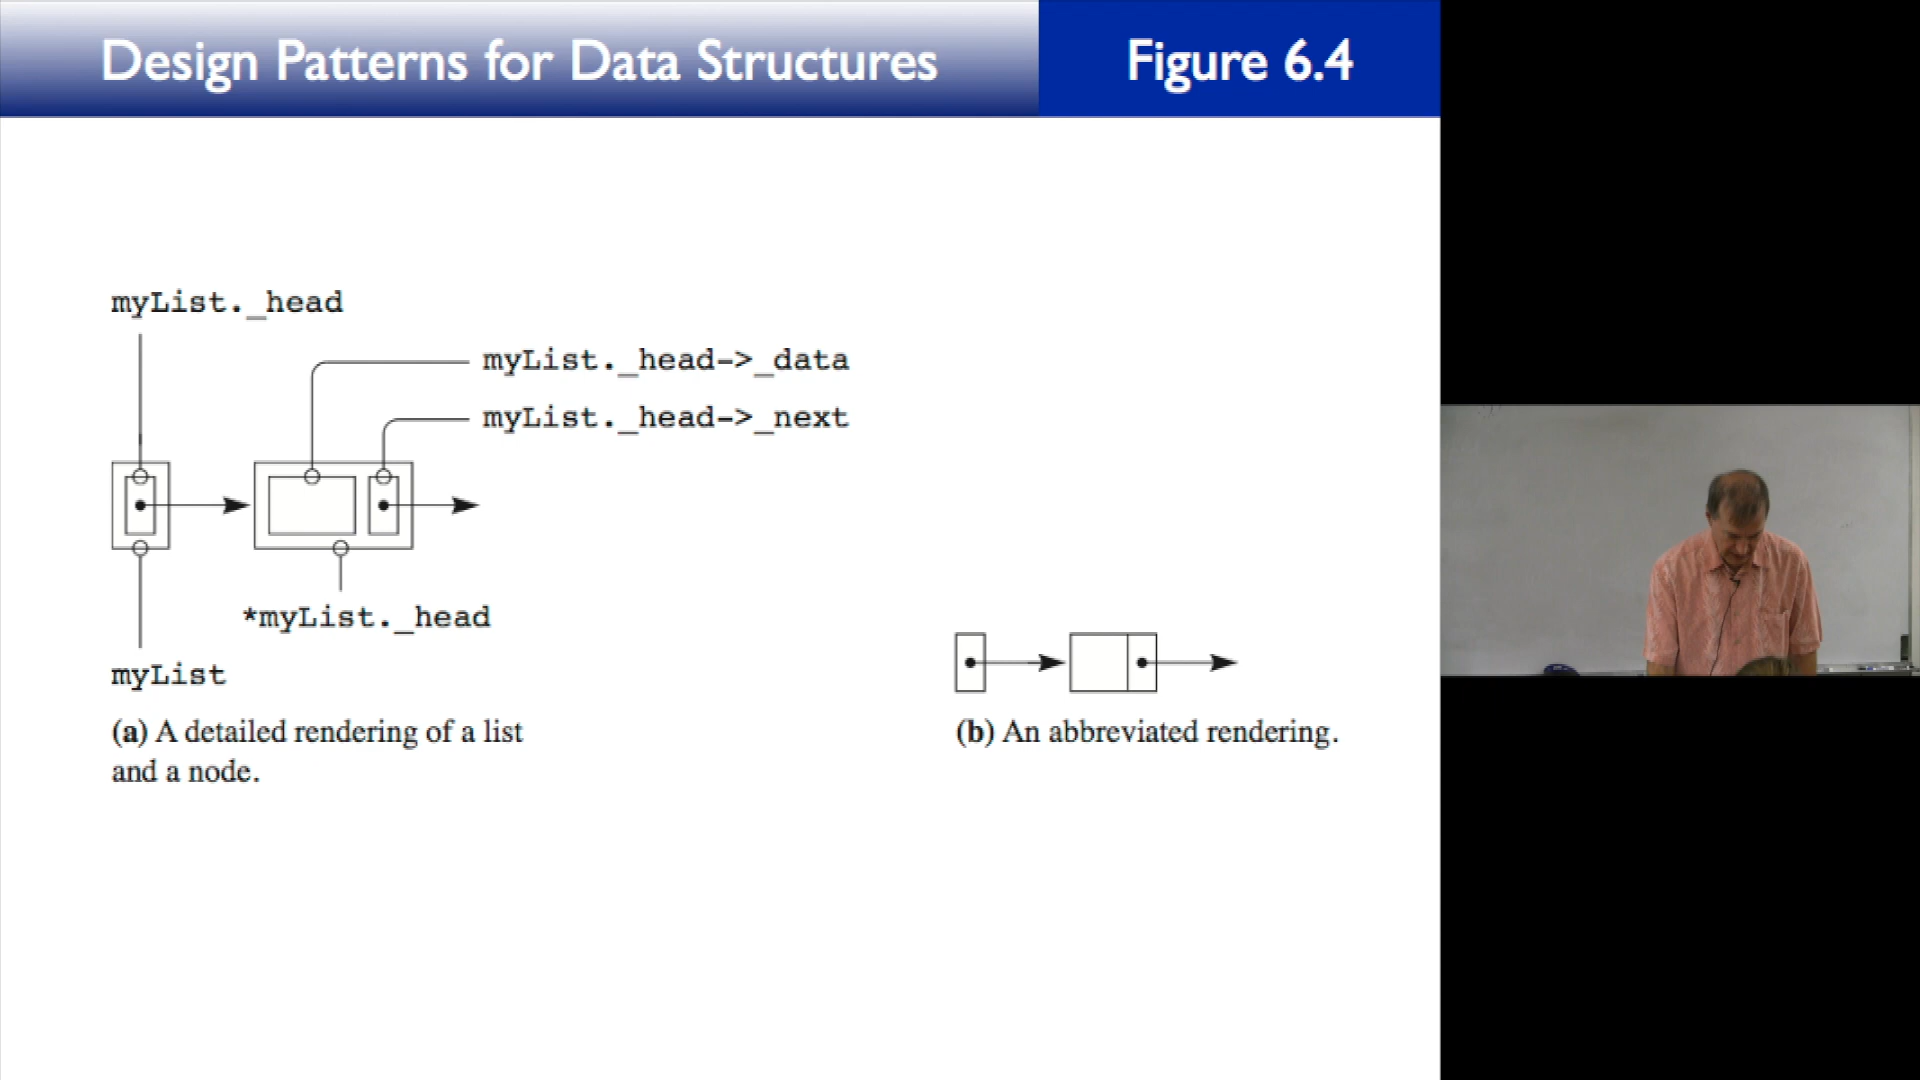 Design Patterns for Data Structures
Figure 6.4
myList._head
myList._head->_data
myList._head->_next
*myList._head
myList
(a) A detailed rendering of a list
and a node.
(b) An abbreviated rendering.